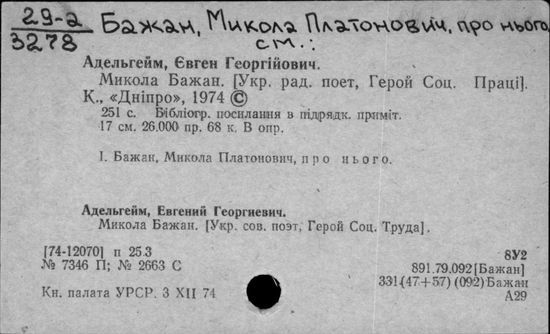 29-а
3278
Бажан, Микола Платонович, про нього
см.:
Адельгейм, Євген Георгійович.
Микола Бажан. [Укр. рад. поет, Герой Соц. Праці].
К., «Дніпро», 1974 ©
251 с. Бібліогр. посилання в підрядк. приміт.
17 см. 26.000 пр. 68 к. В опр.
І. Бажан, Микола Платонович, про нього.
Адельгейм, Евгений Георгиевич.
Микола Бажан. [Укр. сов. поэт, Герой Соц. Труда].
[74-12070] п 25.3
№ 7346 П; № 2663 С
Кн. палата УРСР. 3 XII 74
8У2
891.79.092[Бажан]
331(47+57)(092)Бажан
А29